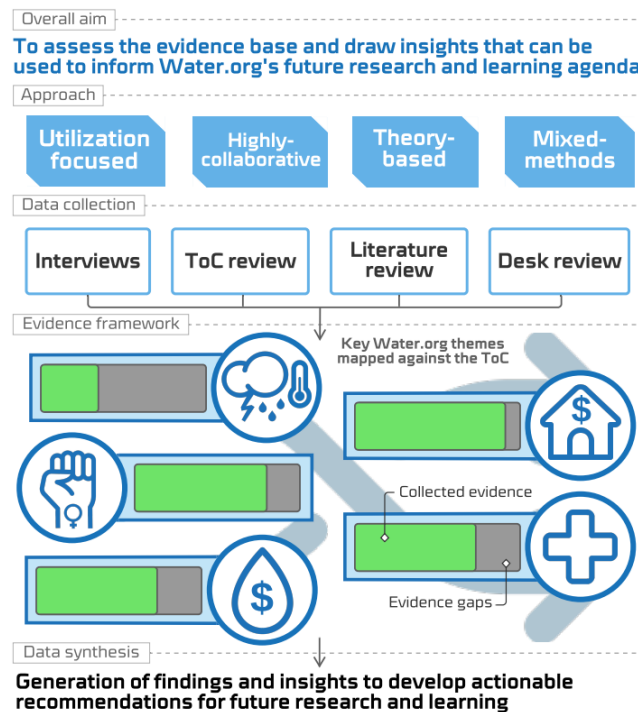 Overall aim
To assess the evidence base and draw insights that can be
used to inform Water.org's future research and learning agenda
Approach
Utilization
focused
Highly-
collaborative
Theory-
based
Mixed-
methods
Data collection
Interviews
ToC review
Literature
review
Desk review
Evidence framework
Key Water.org themes
mapped against the ToC
$
Collected evidence
$
Evidence gaps
Data synthesis
Generation of findings and insights to develop actionable
recommendations for future research and learning